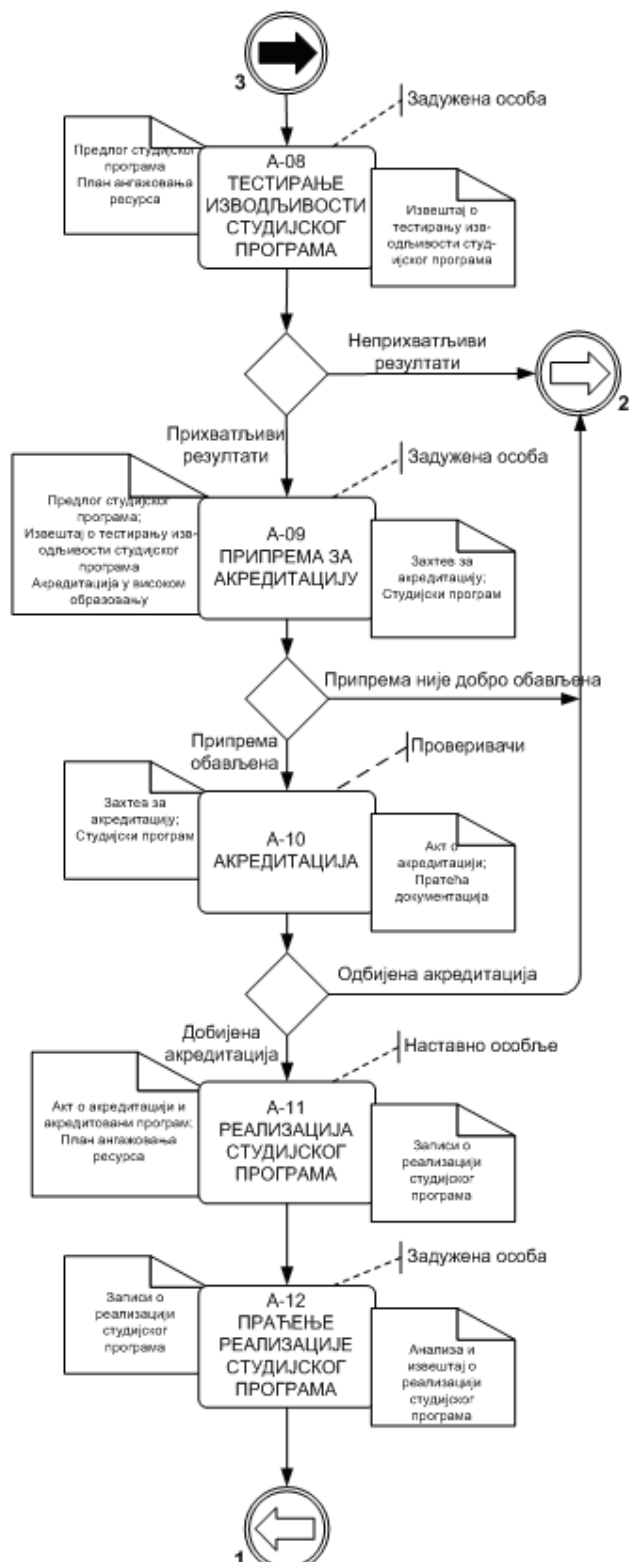 3
Задужена особа
Предлог студијског
програма
План ангажовања
ресурса
А-08
ТЕСТИРАЊЕ
ИЗВОДЉИВОСТИ
СТУДИЈСКОГ
ПРОГРАМА
Извештај о
тестирању изв-
одљивости студ-
ијског програма
Неприхватљиви
резултати
2
Прихватљиви
резултати
Задужена особа
Предлог студијског
програма;
Извештај о тестирању изв-
одљивости студијског
програма
Акредитација у високом
образовању
А-09
ПРИПРЕМА ЗА
АКРЕДИТАЦИЈУ
Захтев за
акредитацију;
Студијски програм
Припрема није добро обављена
Припрема
обављена
Проверивачи
Захтев за
акредитацију;
Студијски програм
А-10
АКРЕДИТАЦИЈА
Акт о
акредитацији;
Пратећа
документација
Одбијена акредитација
Добијена
акредитација
Наставно особље
Акт о акредитацији и
акредитовани програм;
План ангажовања
ресурса
А-11
РЕАЛИЗАЦИЈА
СТУДИЈСКОГ
ПРОГРАМА
Записи о
реализацији
студијског
програма
Задужена особа
Записи о
реализацији
студијског
програма
А-12
ПРАЋЕЊЕ
РЕАЛИЗАЦИЈЕ
СТУДИЈСКОГ
ПРОГРАМА
Анализа и
извештај о
реализацији
студијског
програма
1